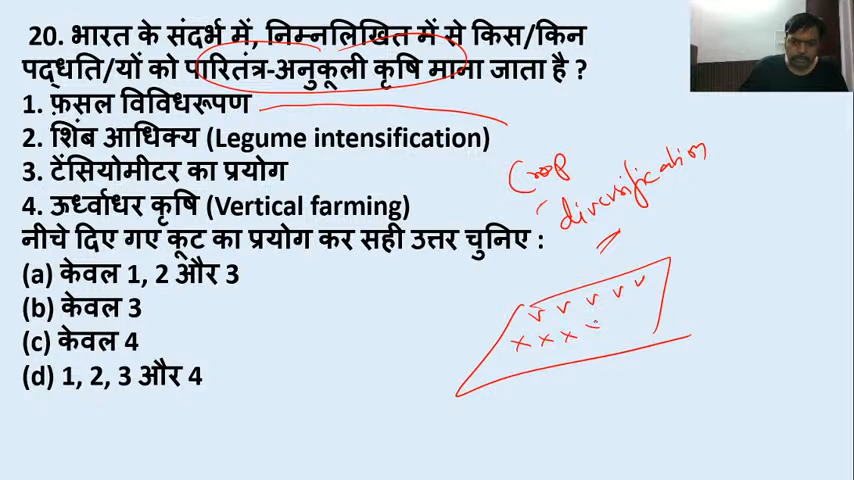 20. भारत के संदर्भ में, निम्नलिखित में से किस/किन
पद्धति/यों को पारितंत्र-अनुकूली कृषि माना जाता है ?
1. फ़सल विविधरूपण
2. शिंब आधिक्य (Legume intensification)
3. टेंसियोमीटर का प्रयोग
4. ऊर्ध्वाधर कृषि (Vertical farming)
नीचे दिए गए कूट का प्रयोग कर सही उत्तर चुनिए :
(a) केवल 1, 2 और 3
(b) केवल 3
(c) केवल 4
(d) 1, 2, 3 और 4
Crop
diversification